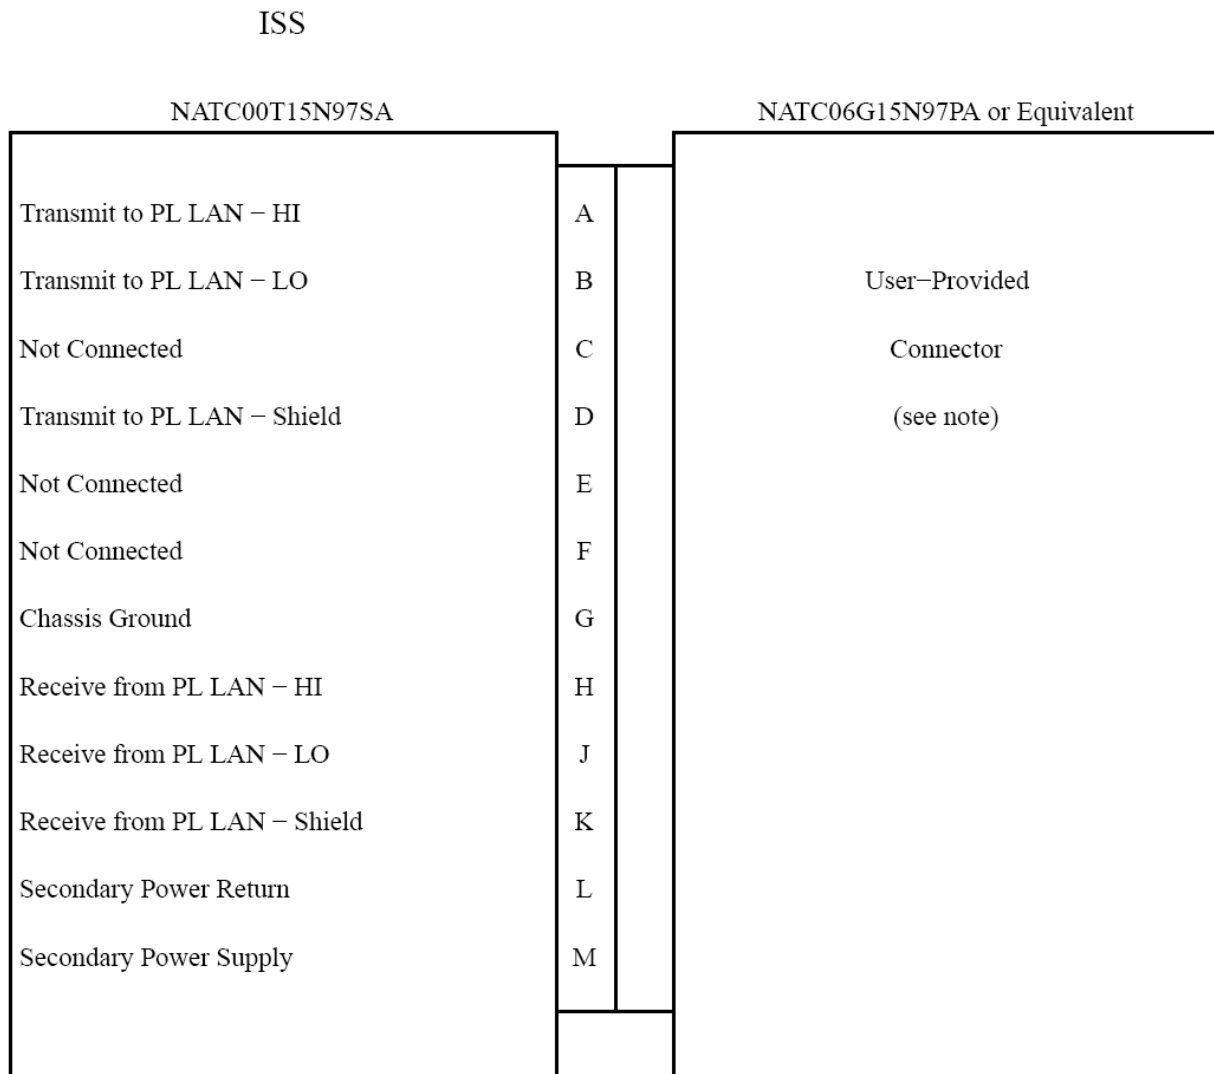 ISS
NATC00T15N97SA
NATC06G15N97PA or Equivalent
Transmit to PL LAN − HI A
Transmit to PL LAN − LO B User−Provided
Not Connected C Connector
Transmit to PL LAN − Shield D (see note)
Not Connected E
Not Connected F
Chassis Ground G
Receive from PL LAN − HI H
Receive from PL LAN − LO J
Receive from PL LAN − Shield K
Secondary Power Return L
Secondary Power Supply M